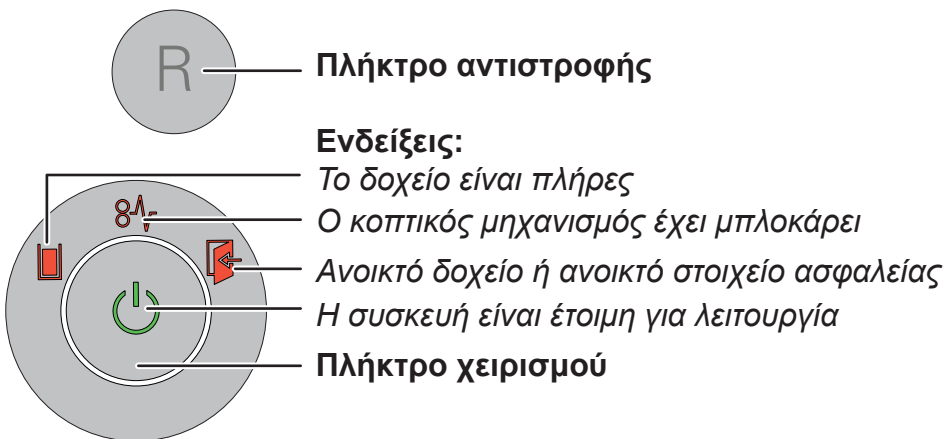 R
Πλήκτρο αντιστροφής
Ενδείξεις:
Το δοχείο είναι πλήρες
Ο κοπτικός μηχανισμός έχει μπλοκάρει
Ανοικτό δοχείο ή ανοικτό στοιχείο ασφαλείας
Η συσκευή είναι έτοιμη για λειτουργία
Πλήκτρο χειρισμού